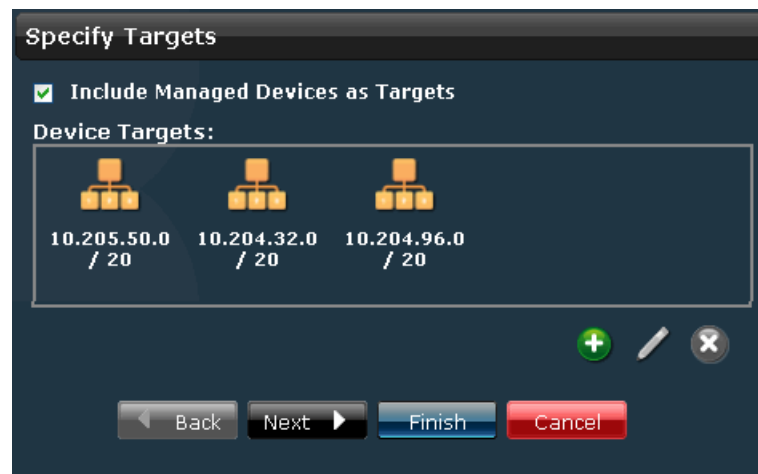 Specify Targets
Include Managed Devices as Targets
Device Targets:
10.205.50.0 10.204.32.0 10.204.96.0
/ 20 / 20 / 20
Back Next Finish Cancel